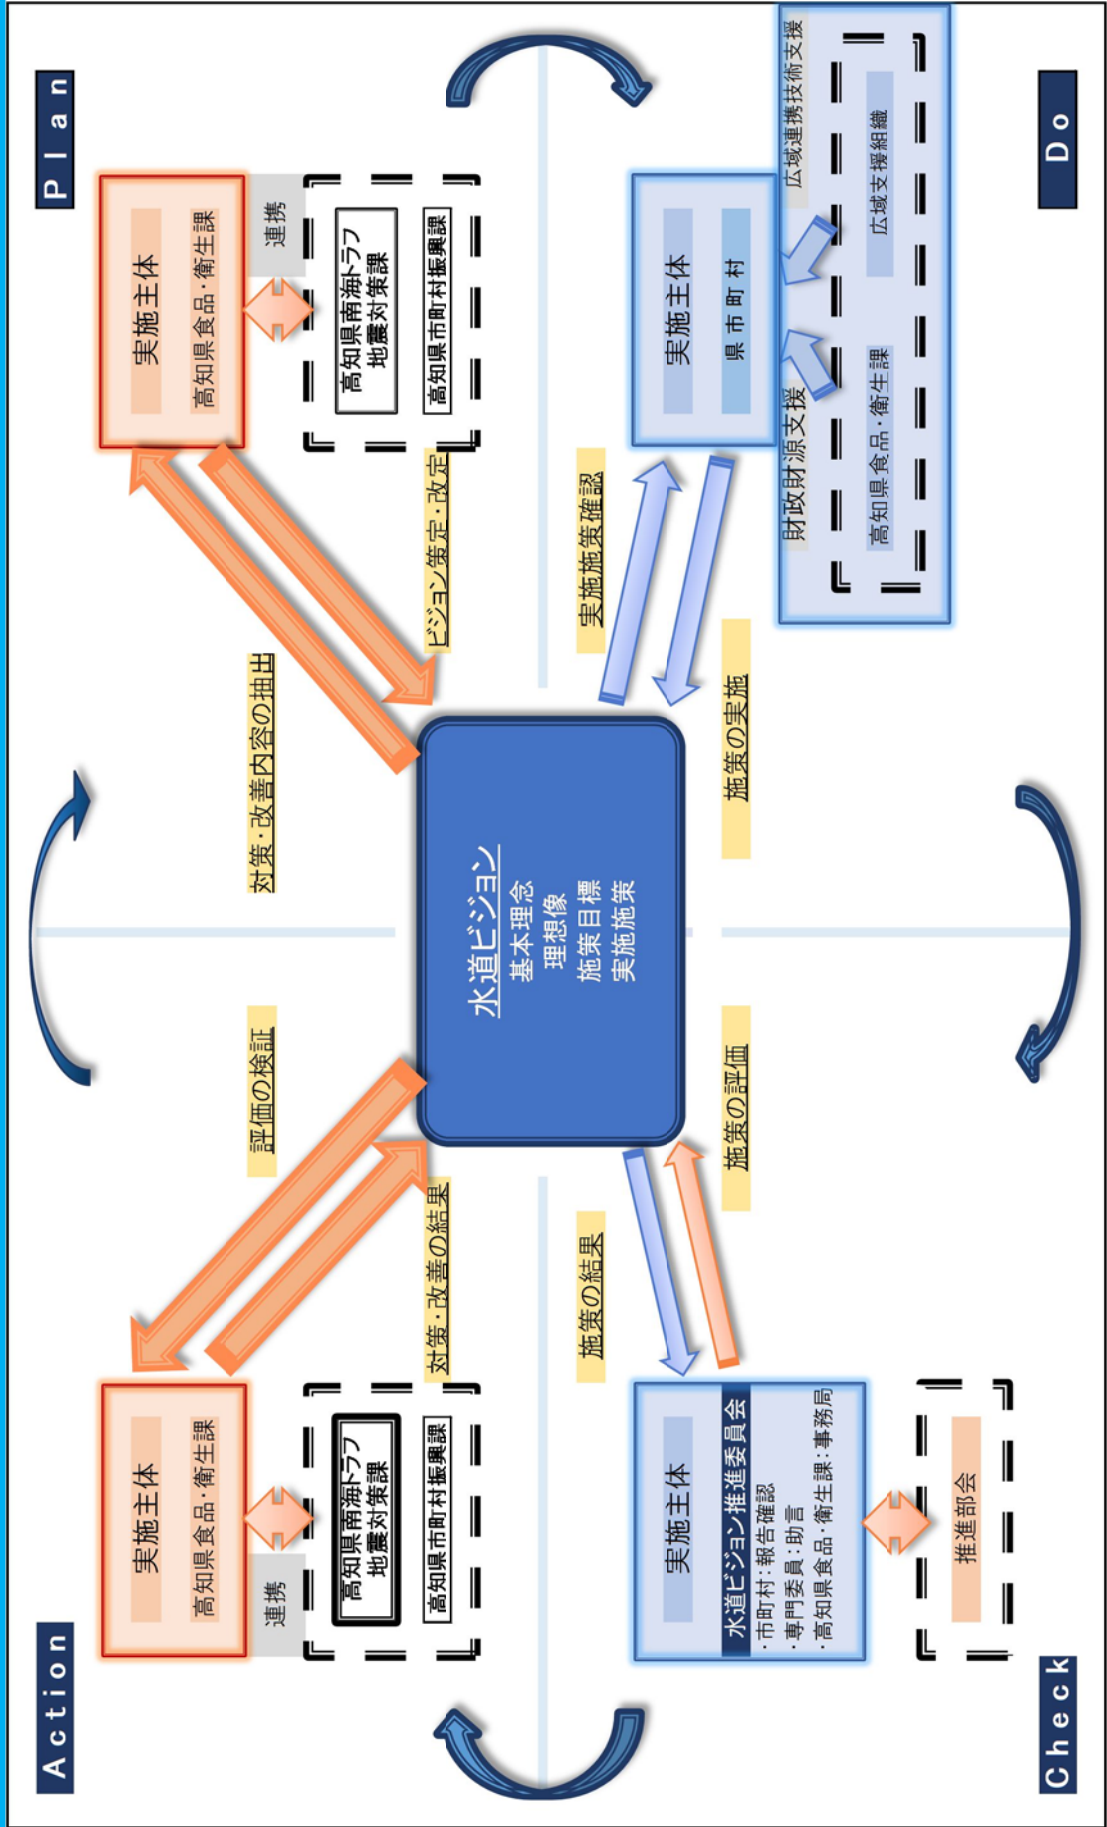 Action
実施主体
高知県食品・衛生課
連携
高知県南海トラフ
地震対策課
高知県市町村振興課
評価の検証
対策・改善の結果
Plan
実施主体
高知県食品・衛生課
連携
高知県南海トラフ
地震対策課
高知県市町村振興課
対策・改善内容の抽出
ビジョン策定・改定
水道ビジョン
基本理念
理想像
施策目標
実施施策
施策の結果
施策の評価
実施主体
水道ビジョン推進委員会
・市町村：報告確認
・専門委員：助言
・高知県食品・衛生課：事務局
推進部会
Check
実施施策確認
施策の実施
実施主体
県市町村
財政財源支援
広域連携技術支援
高知県食品・衛生課
広域支援組織
Do